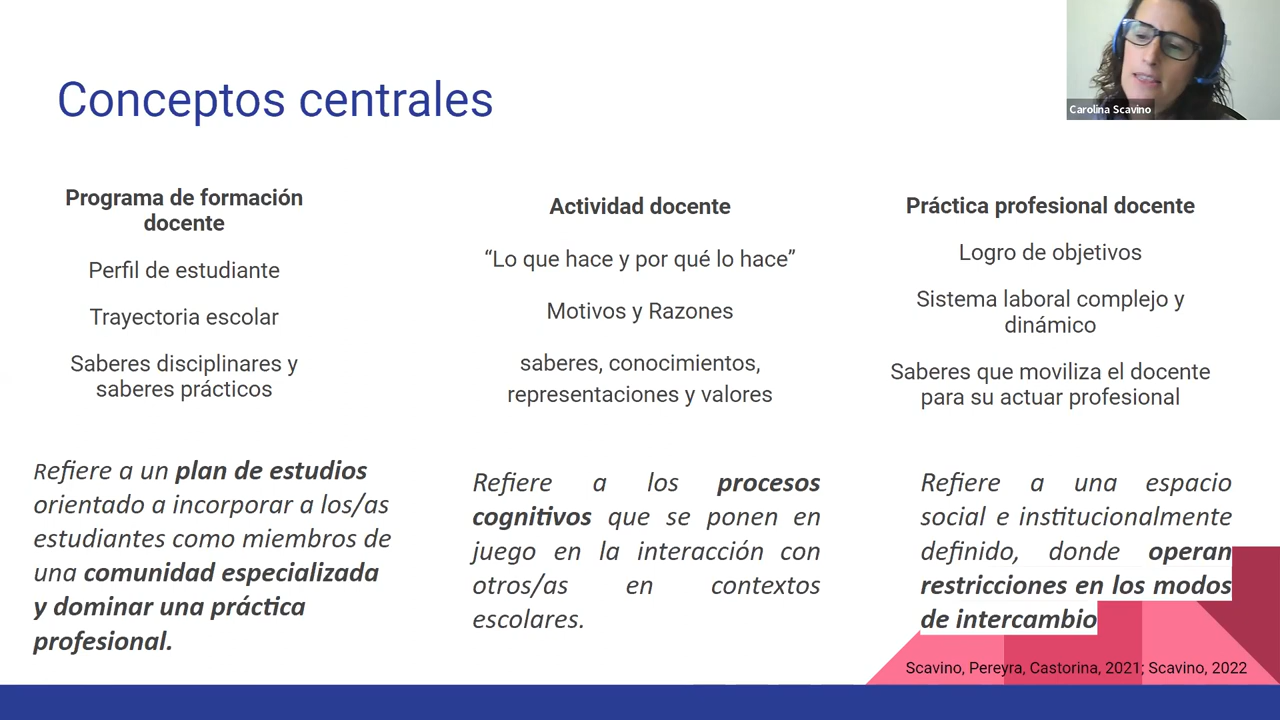 Conceptos centrales
Carolina Scavino
Programa de formación
docente
Perfil de estudiante
Trayectoria escolar
Saberes disciplinares y
saberes prácticos
Refiere a un plan de estudios
orientado a incorporar a los/as
estudiantes como miembros de
una comunidad especializada
y dominar una práctica
profesional.
Actividad docente
“Lo que hace y por qué lo hace”
Motivos y Razones
saberes, conocimientos,
representaciones y valores
Refiere a los procesos
cognitivos que se ponen en
juego en la interacción con
otros/as en contextos
escolares.
Práctica profesional docente
Logro de objetivos
Sistema laboral complejo y
dinámico
Saberes que moviliza el docente
para su actuar profesional
Refiere a una espacio
social e institucionalmente
definido, donde operan
restricciones en los modos
de intercambio
Scavino, Pereyra, Castorina, 2021; Scavino, 2022